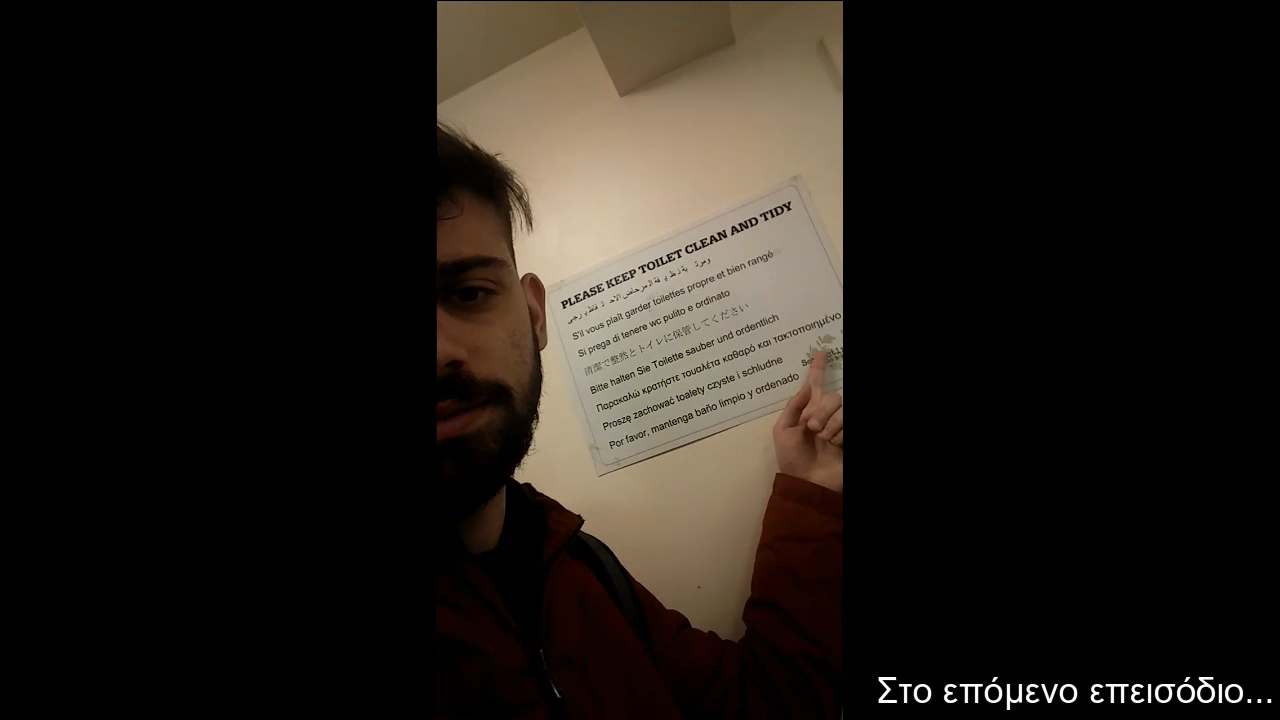 PLEASE KEEP TOILET CLEAN AND TIDY
S'il vous plaît garder toilettes propre et bien rangé
Si prega di tenere wc pulito e ordinato
清潔で整然とトイレに保管してください
Bitte halten Sie Toilette sauber und ordentlich
Παρακαλώ κρατήστε τουαλέτα καθαρό και τακτοποιημένο
Proszę zachować toalety czyste i schludne
Por favor, mantenga baño limpio y ordenado
Στο επόμενο επεισόδιο...